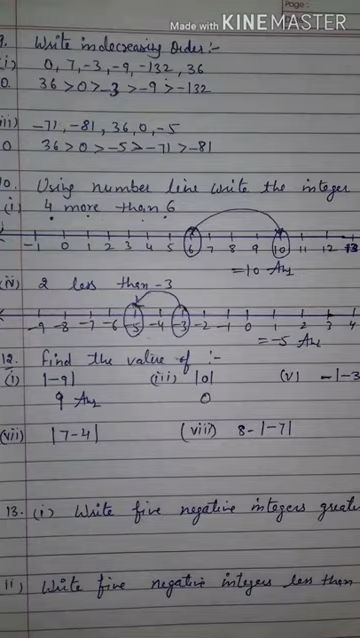 Page:
Made with KINEMASTER
9. Write in decreasing Order:-
(i) 0, 7, -3, -9, -132, 36
36 > 0 > -3 > -9 > -132
iii) -71, -81, 36, 0, -5
36 > 0 > -5 > -71 > -81
10. Using number line write the integer
(i) 4 more than 6
-1 0 1 2 3 4 5 6 7 8 9 10 11 12 13
= 10 Ans
(iv) 2 less than -3
-9 -8 -7 -6 -5 -4 -3 -2 -1 0 1 2 3 4
= -5 Ans
12. Find the value of :-
(i) |-9| (iii) |0| (v) -|-3
9 Ans 0
(vii) |7-4| (viii) 8-|-7|
13. (i) Write five negative integers
ii) Write five negative integers less than